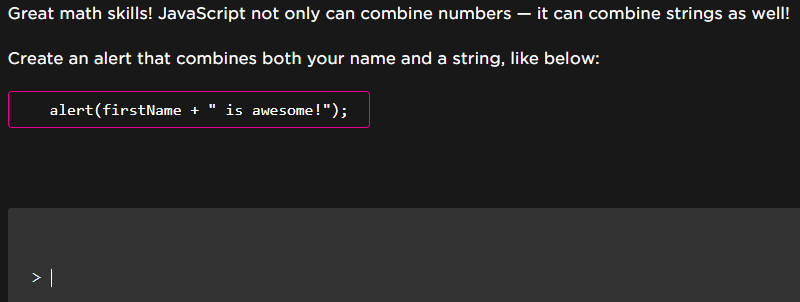 Great math skills! JavaScript not only can combine numbers — it can combine strings as well!
Create an alert that combines both your name and a string, like below:
alert(firstName + " is awesome!");
>